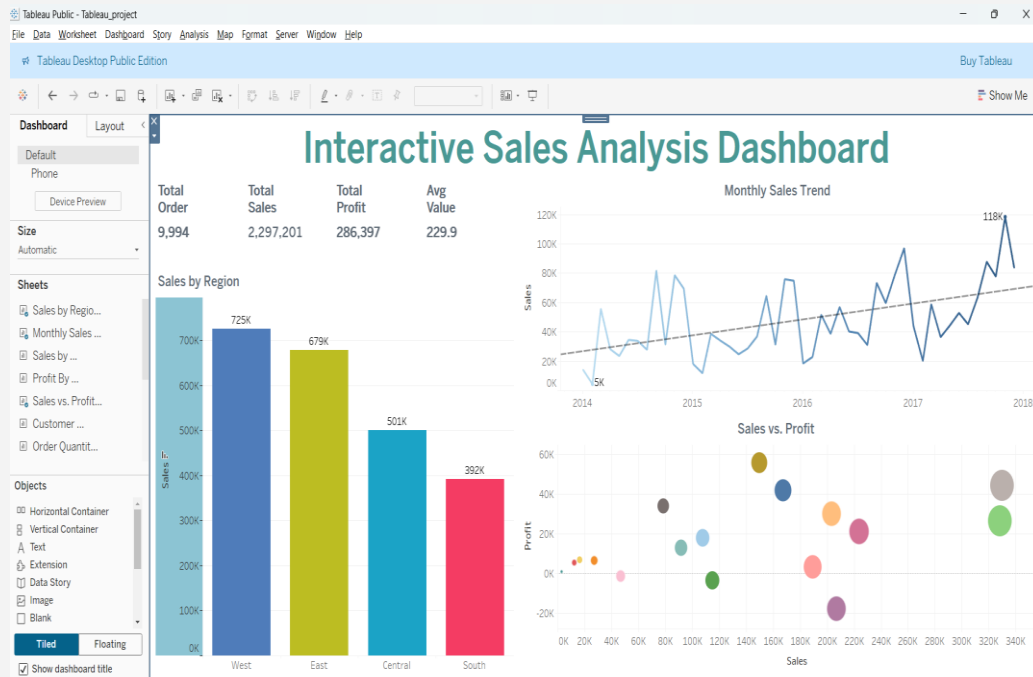 Tableau Public - Tableau_project
File Data Worksheet Dashboard Story Analysis Map Format Server Window Help
Tableau Desktop Public Edition
Buy Tableau
Show Me
Dashboard Layout
Default
Phone
Device Preview
Size
Automatic
Sheets
Sales by Regio...
Monthly Sales ...
Sales by ...
Profit By ...
Sales vs. Profit...
Customer ...
Order Quantit...
Objects
Horizontal Container
Vertical Container
Text
Extension
Data Story
Image
Blank
Tiled Floating
Show dashboard title
Interactive Sales Analysis Dashboard
Total Order
9,994
Total Sales
2,297,201
Total Profit
286,397
Avg Value
229.9
Sales by Region
Sales
700K
600K
500K
400K
300K
200K
100K
0K
725K
679K
501K
392K
West East Central South
Monthly Sales Trend
Sales
120K
100K
80K
60K
40K
20K
0K
118K
5K
2014 2015 2016 2017 2018
Sales vs. Profit
Profit
60K
40K
20K
0K
-20K
0K 20K 40K 60K 80K 100K 120K 140K 160K 180K 200K 220K 240K 260K 280K 300K 320K 340K
Sales